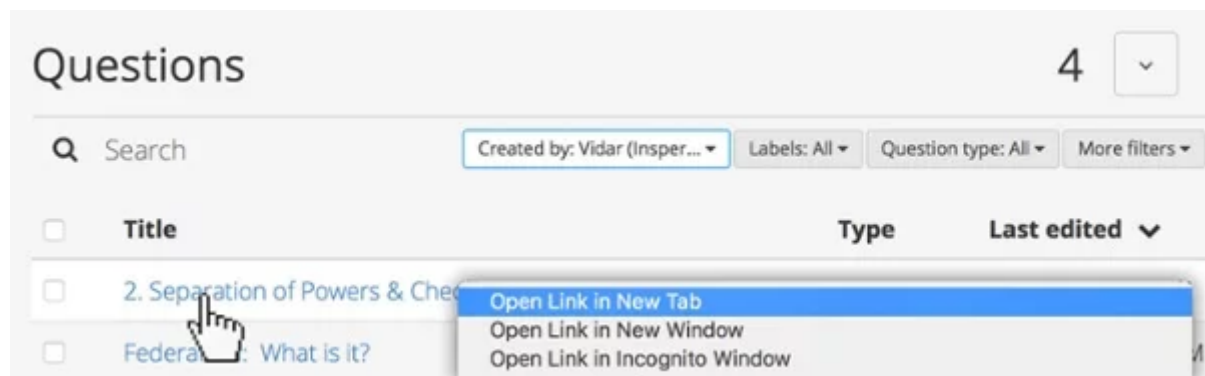 Questions 4
Search Created by: Vidar (Insper... Labels: All Question type: All More filters
Title Type Last edited
2. Separation of Powers & Chec
Open Link in New Tab
Open Link in New Window
Federa : What is it?
Open Link in Incognito Window